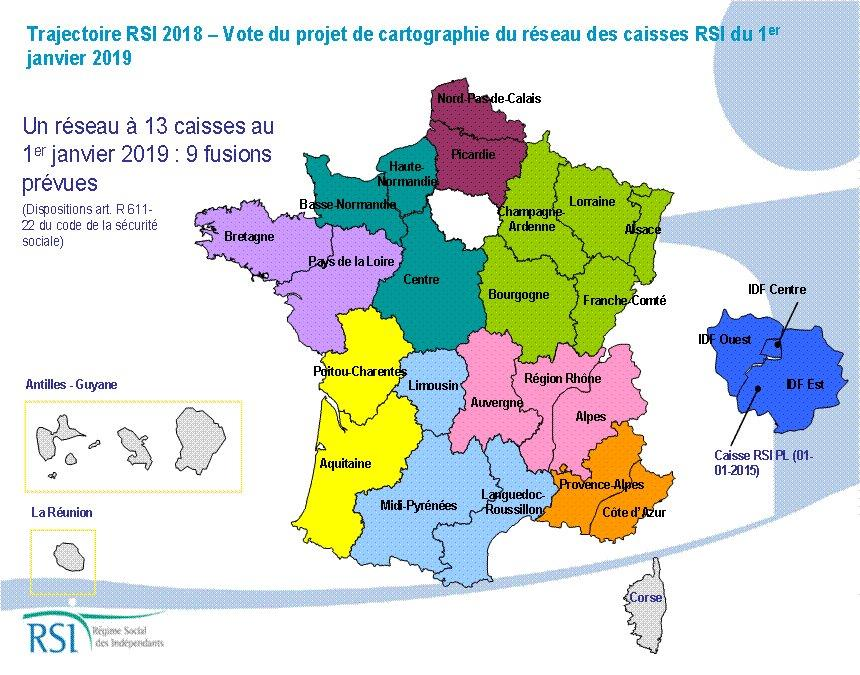 Trajectoire RSI 2018 – Vote du projet de cartographie du réseau des caisses RSI du 1er
janvier 2019
Un réseau à 13 caisses au
1er janvier 2019 : 9 fusions
prévues
(Dispositions art. R 611-
22 du code de la sécurité
sociale)
Nord-Pas-de-Calais
Picardie
Haute-
Normandie
Basse-Normandie
Champagne-
Ardenne
Lorraine
Alsace
Bretagne
Pays de la Loire
Centre
Bourgogne
Franche-Comté
IDF Centre
IDF Ouest
IDF Est
Caisse RSI PL (01-
01-2015)
Poitou-Charentes
Limousin
Auvergne
Région Rhône
Alpes
Antilles - Guyane
Aquitaine
Midi-Pyrénées
Languedoc-
Roussillon
Provence-Alpes
Côte d'Azur
La Réunion
Corse
RSI
Régime Social
des Indépendants